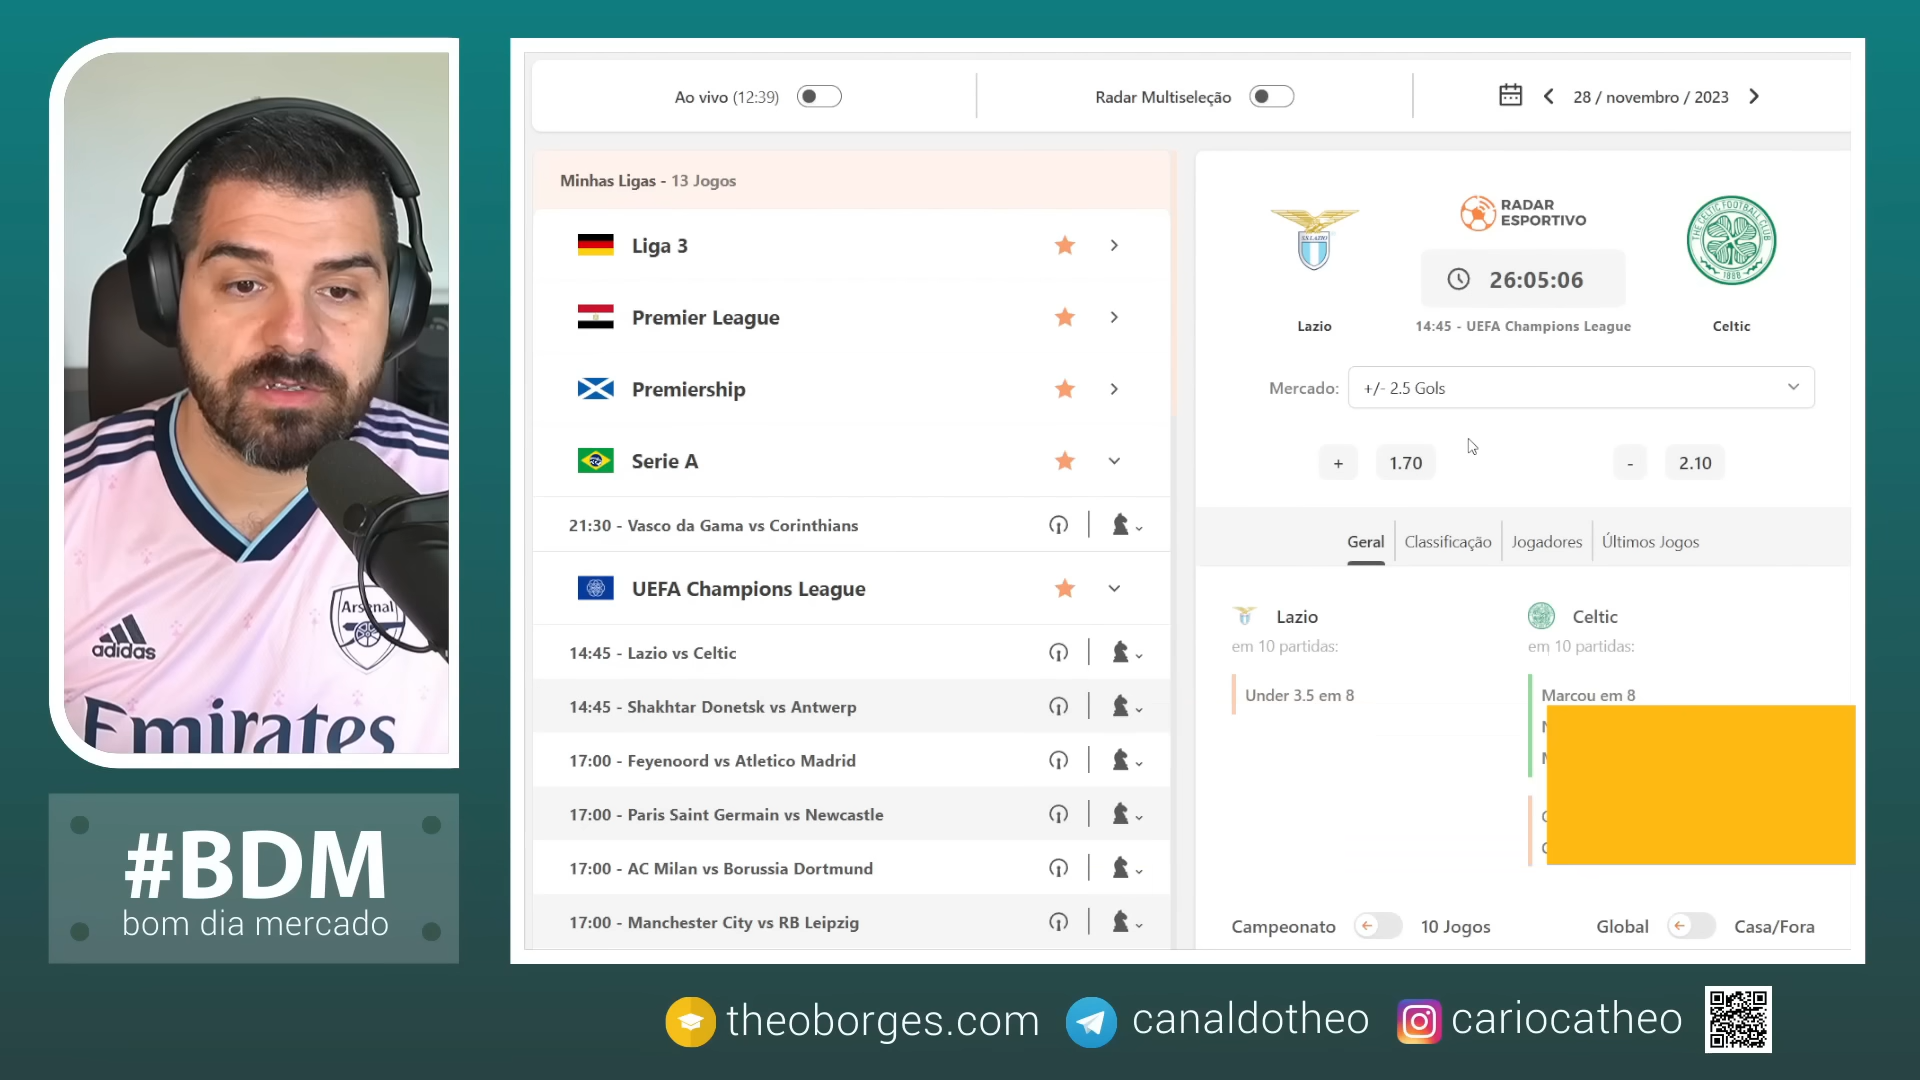 Ao vivo (12:39)
Radar Multiseleção
28 / novembro / 2023
Minhas Ligas - 13 Jogos
Liga 3
Premier League
Premiership
Serie A
21:30 - Vasco da Gama vs Corinthians
UEFA Champions League
14:45 - Lazio vs Celtic
14:45 - Shakhtar Donetsk vs Antwerp
17:00 - Feyenoord vs Atletico Madrid
17:00 - Paris Saint Germain vs Newcastle
17:00 - AC Milan vs Borussia Dortmund
17:00 - Manchester City vs RB Leipzig
RADAR
ESPORTIVO
THE CELTIC FOOTBALL CLUB
1888
26:05:06
Lazio
14:45 - UEFA Champions League
Celtic
Mercado:
+/- 2.5 Gols
+ 1.70
- 2.10
Geral
Classificação
Jogadores
Últimos Jogos
Lazio
em 10 partidas:
Under 3.5 em 8
Celtic
em 10 partidas:
Marcou em 8
Campeonato
10 Jogos
Global
Casa/Fora
Arsenal
adidas
Emirates
#BDM
bom dia mercado
theoborges.com
canaldotheo
cariocatheo